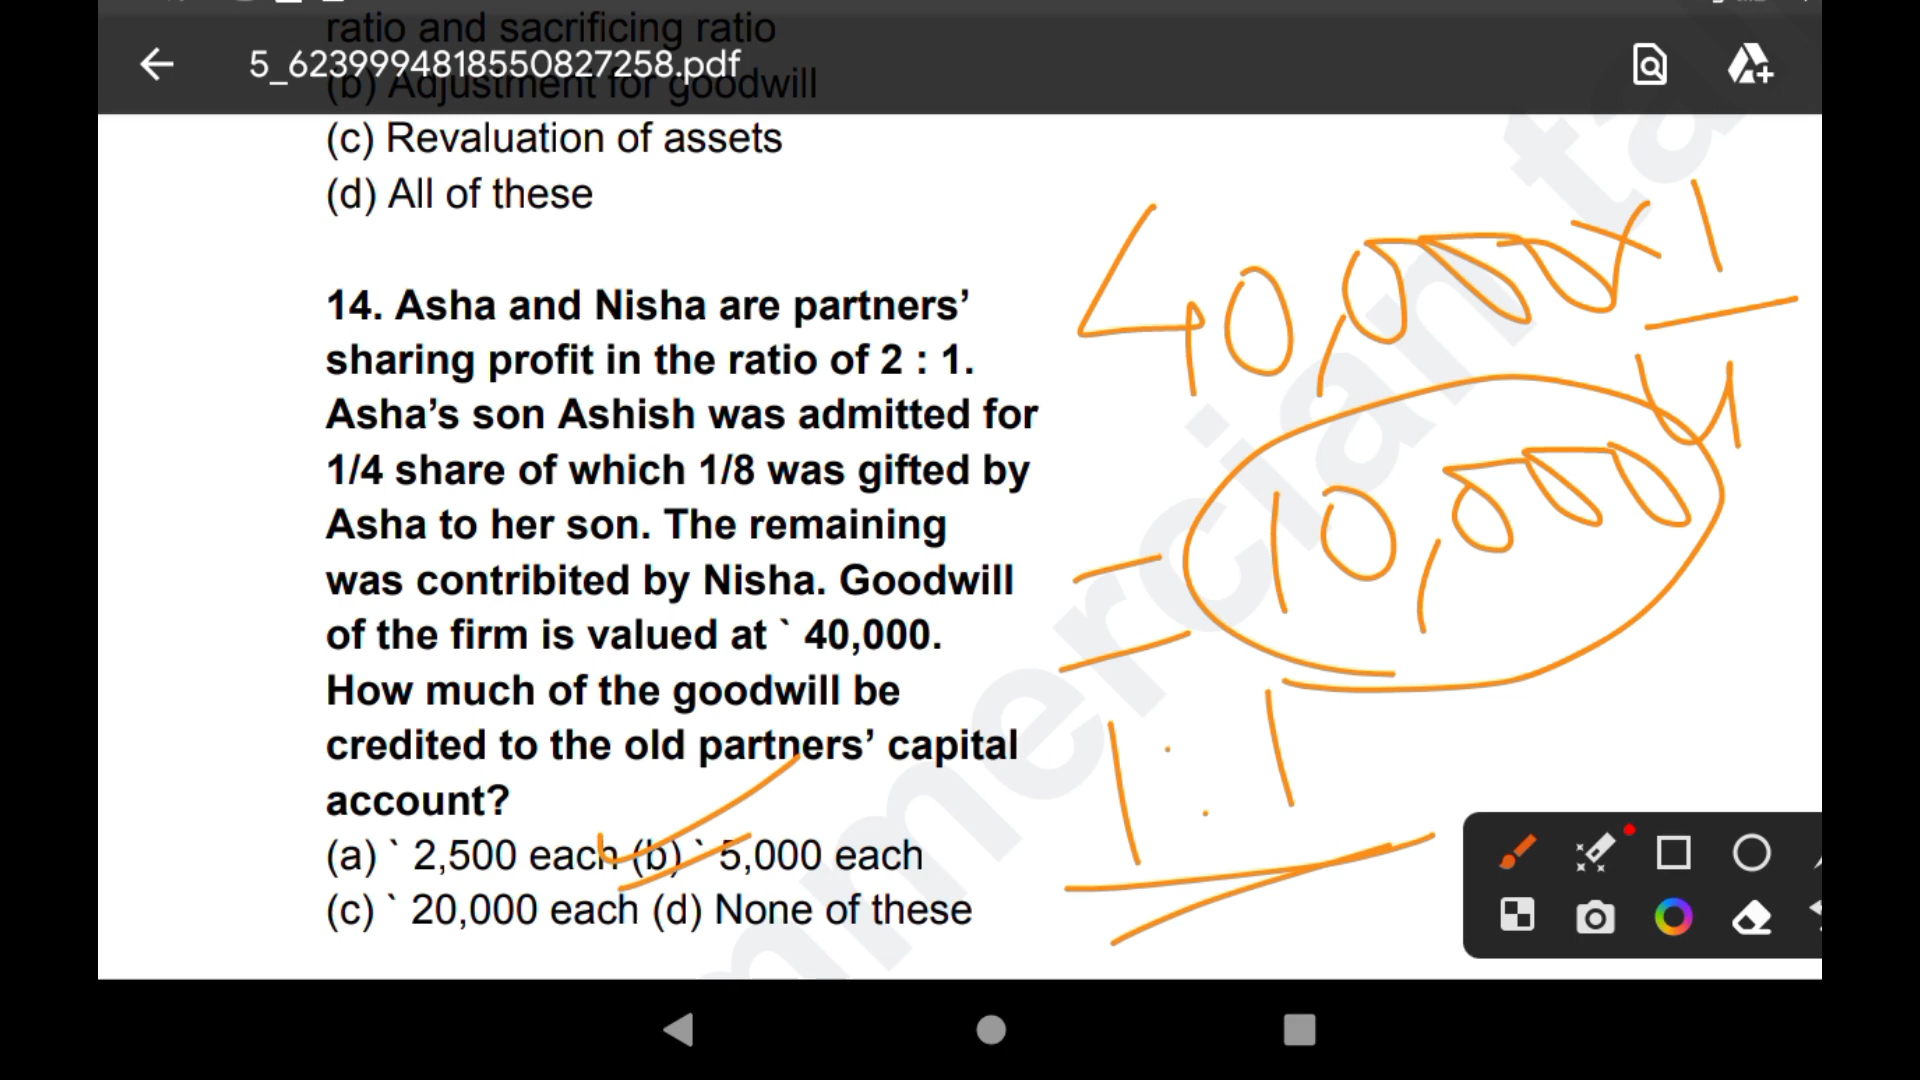 ratio and sacrificing ratio
5_6239994818550827258.pdf
(b) Adjustment for goodwill
(c) Revaluation of assets
(d) All of these
14. Asha and Nisha are partners’
sharing profit in the ratio of 2 : 1.
Asha’s son Ashish was admitted for
1/4 share of which 1/8 was gifted by
Asha to her son. The remaining
was contribited by Nisha. Goodwill
of the firm is valued at ` 40,000.
How much of the goodwill be
credited to the old partners’ capital
account?
(a) ` 2,500 each (b) ` 5,000 each
(c) ` 20,000 each (d) None of these
40,000 x 1
4
= 10,000
1 : 1